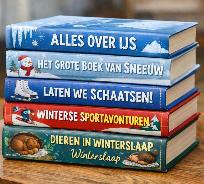 ALLES OVER IJS
HET GROTE BOEK VAN SNEEUW
LATEN WE SCHAATSEN!
WINTERSE SPORTAVONTUREN
DIEREN IN WINTERSLAAP
Winterslaap